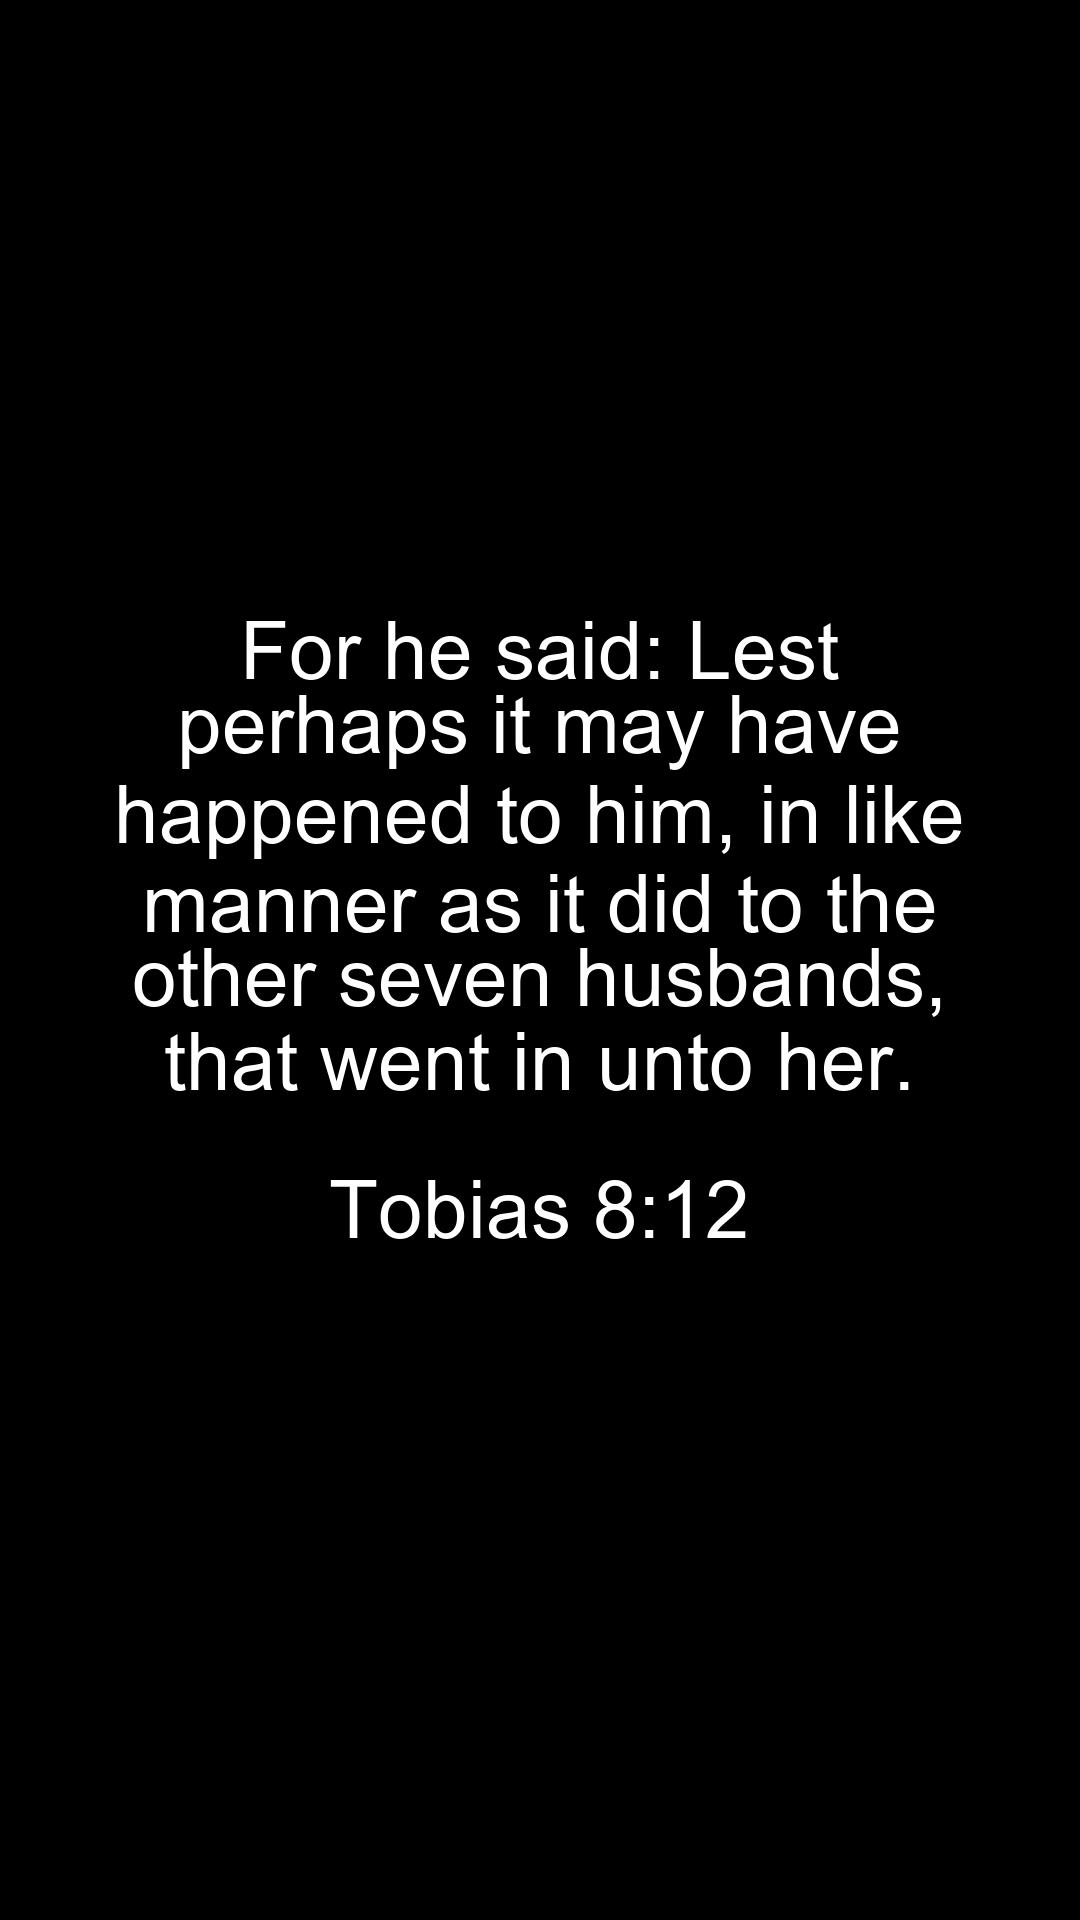 For he said: Lest
perhaps it may have
happened to him, in like
manner as it did to the
other seven husbands,
that went in unto her.
Tobias 8:12